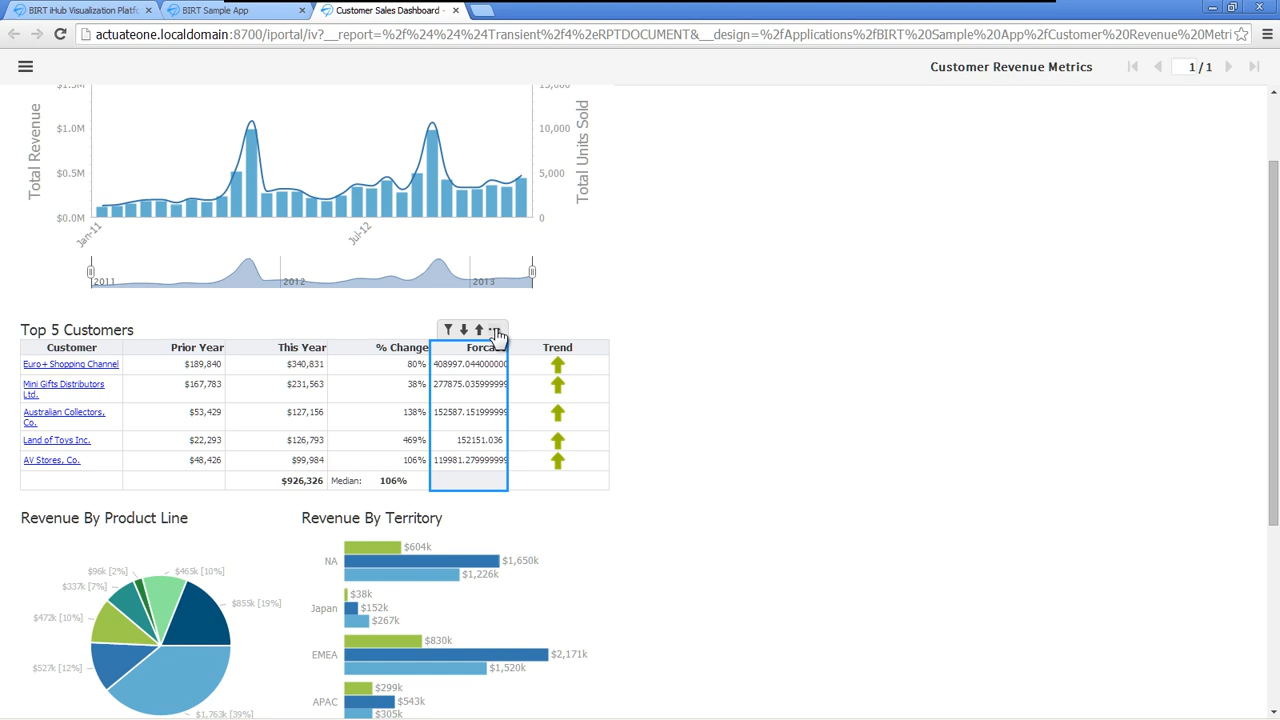 BIRT iHub Visualization Platfo
BIRT Sample App
Customer Sales Dashboard -
actuateone.localdomain:8700/iportal/iv?__report=%2f%24%24%24Transient%2f4%2eRPTDOCUMENT&__design=%2fApplications%2fBIRT%20Sample%20App%2fCustomer%20Revenue%20Metri
Customer Revenue Metrics
1 / 1
Total Revenue
$1.5M
$1.0M
$0.5M
$0.0M
15,000
10,000
5,000
0
Total Units Sold
Jan-11
Jul-12
2011
2012
2013
Top 5 Customers
Customer Prior Year This Year % Change Forcas Trend
Euro+ Shopping Channel $189,840 $340,831 80% 408997.044000000
Mini Gifts Distributors $167,783 $231,563 38% 277875.035999999
Ltd.
Australian Collectors, $53,429 $127,156 138% 152587.151999999
Co.
Land of Toys Inc. $22,293 $126,793 469% 152151.036
AV Stores, Co. $48,426 $99,984 106% 119981.279999999
$926,326 Median: 106%
Revenue By Product Line
$96k [2%]
$465k [10%]
$337k [7%]
$855k [19%]
$472k [10%]
$527k [12%]
$1,763k [39%]
Revenue By Territory
NA
$604k
$1,650k
$1,226k
Japan
$38k
$152k
$267k
EMEA
$830k
$2,171k
$1,520k
APAC
$299k
$543k
$305k